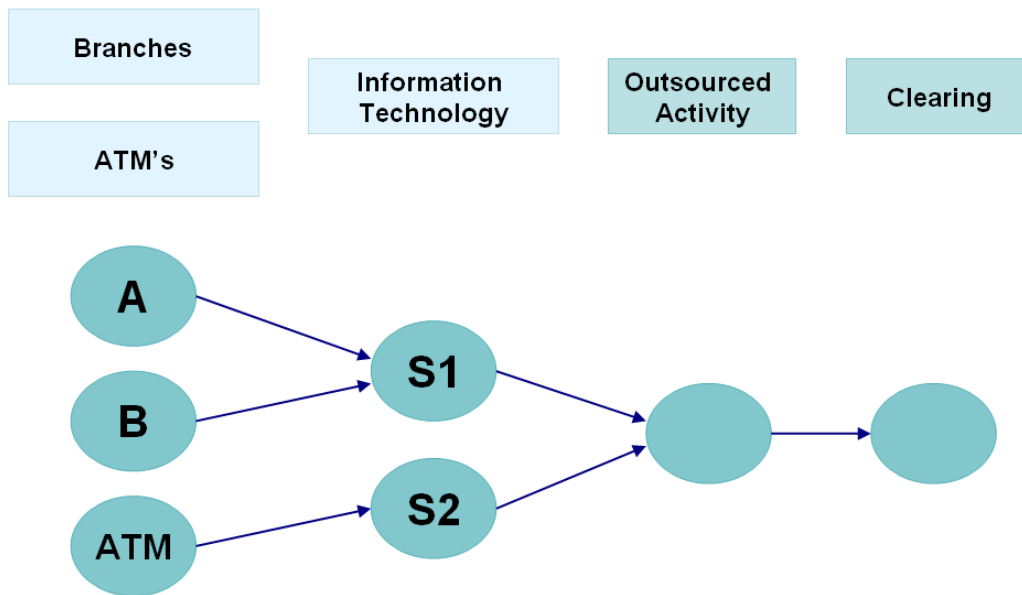 Branches
ATM's
Information
Technology
Outsourced
Activity
Clearing
A
B
ATM
S1
S2